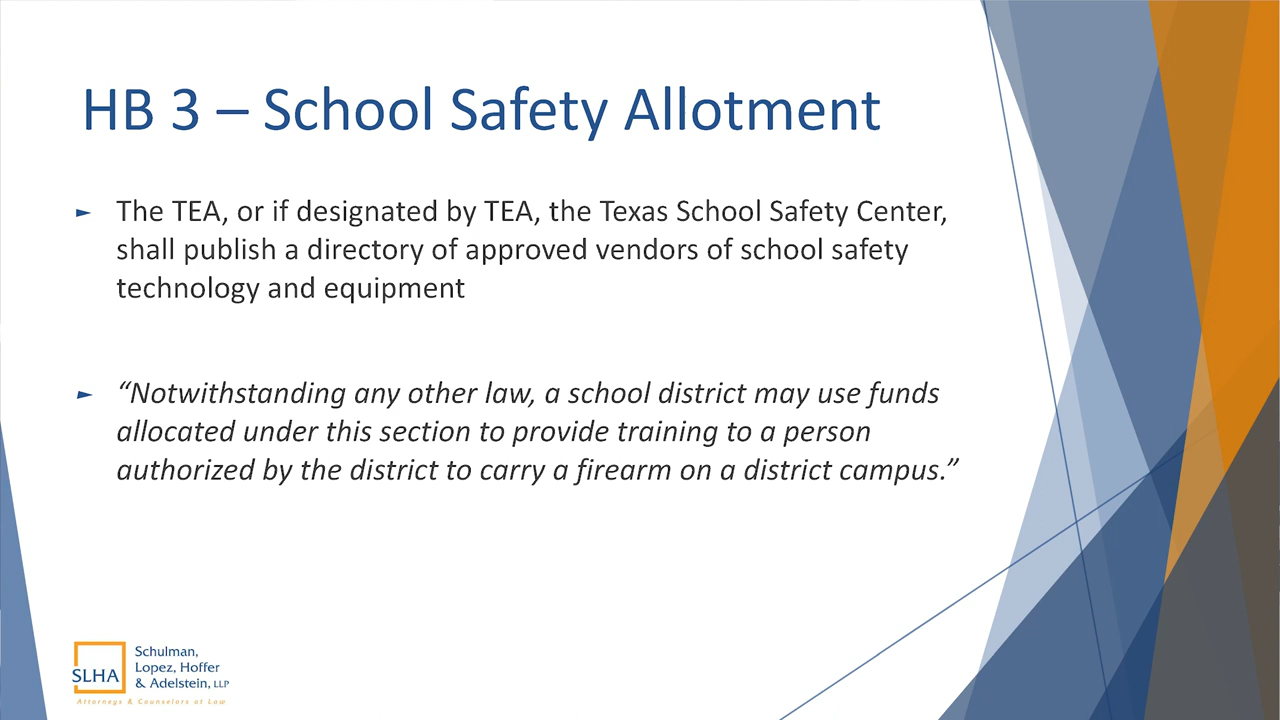 HB 3 – School Safety Allotment
► The TEA, or if designated by TEA, the Texas School Safety Center,
shall publish a directory of approved vendors of school safety
technology and equipment
► “Notwithstanding any other law, a school district may use funds
allocated under this section to provide training to a person
authorized by the district to carry a firearm on a district campus.”
SLHA
Schulman,
Lopez, Hoffer
& Adelstein, LLP
Attorneys & Counselors at Law